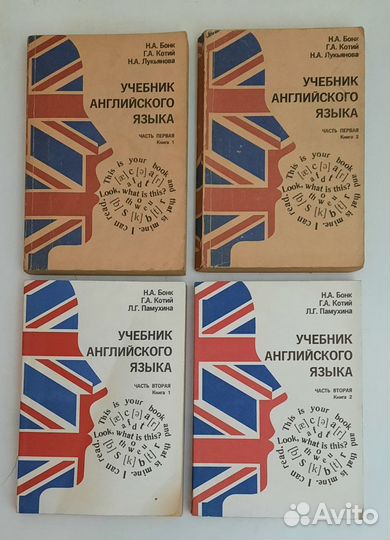 Н.А. Бонк
Г.А. Котий
Н.А. Лукьянова
УЧЕБНИК
АНГЛИЙСКОГО
ЯЗЫКА
ЧАСТЬ ПЕРВАЯ
Книга 1
This is your book and that is mine. I can read.
[æ] c [ə] a [r]
a f d t
Look, what is this?
th o u
[b] S [k] b [t] r
Н.А. Бонк
Г.А. Котий
Н.А. Лукьянова
УЧЕБНИК
АНГЛИЙСКОГО
ЯЗЫКА
ЧАСТЬ ПЕРВАЯ
Книга 2
This is your book and that is mine. I can read.
[æ] c [ə] a [r]
a f d t
Look, what is this?
th o u
[b] S [k] b [t] r
Н.А. Бонк
Г.А. Котий
Л.Г. Памухина
УЧЕБНИК
АНГЛИЙСКОГО
ЯЗЫКА
ЧАСТЬ ВТОРАЯ
Книга 1
This is your book and that is mine. I can read.
[æ] c [ə] a [r]
a f d t
Look, what is this?
th o u
[b] S [k] b [t] r
Н.А. Бонк
Г.А. Котий
Л.Г. Памухина
УЧЕБНИК
АНГЛИЙСКОГО
ЯЗЫКА
ЧАСТЬ ВТОРАЯ
Книга 2
This is your book and that is mine. I can read.
[æ] c [ə] a [r]
a f d t
Look, what is this?
th o u
[b] S [k] b [t] r
Avito